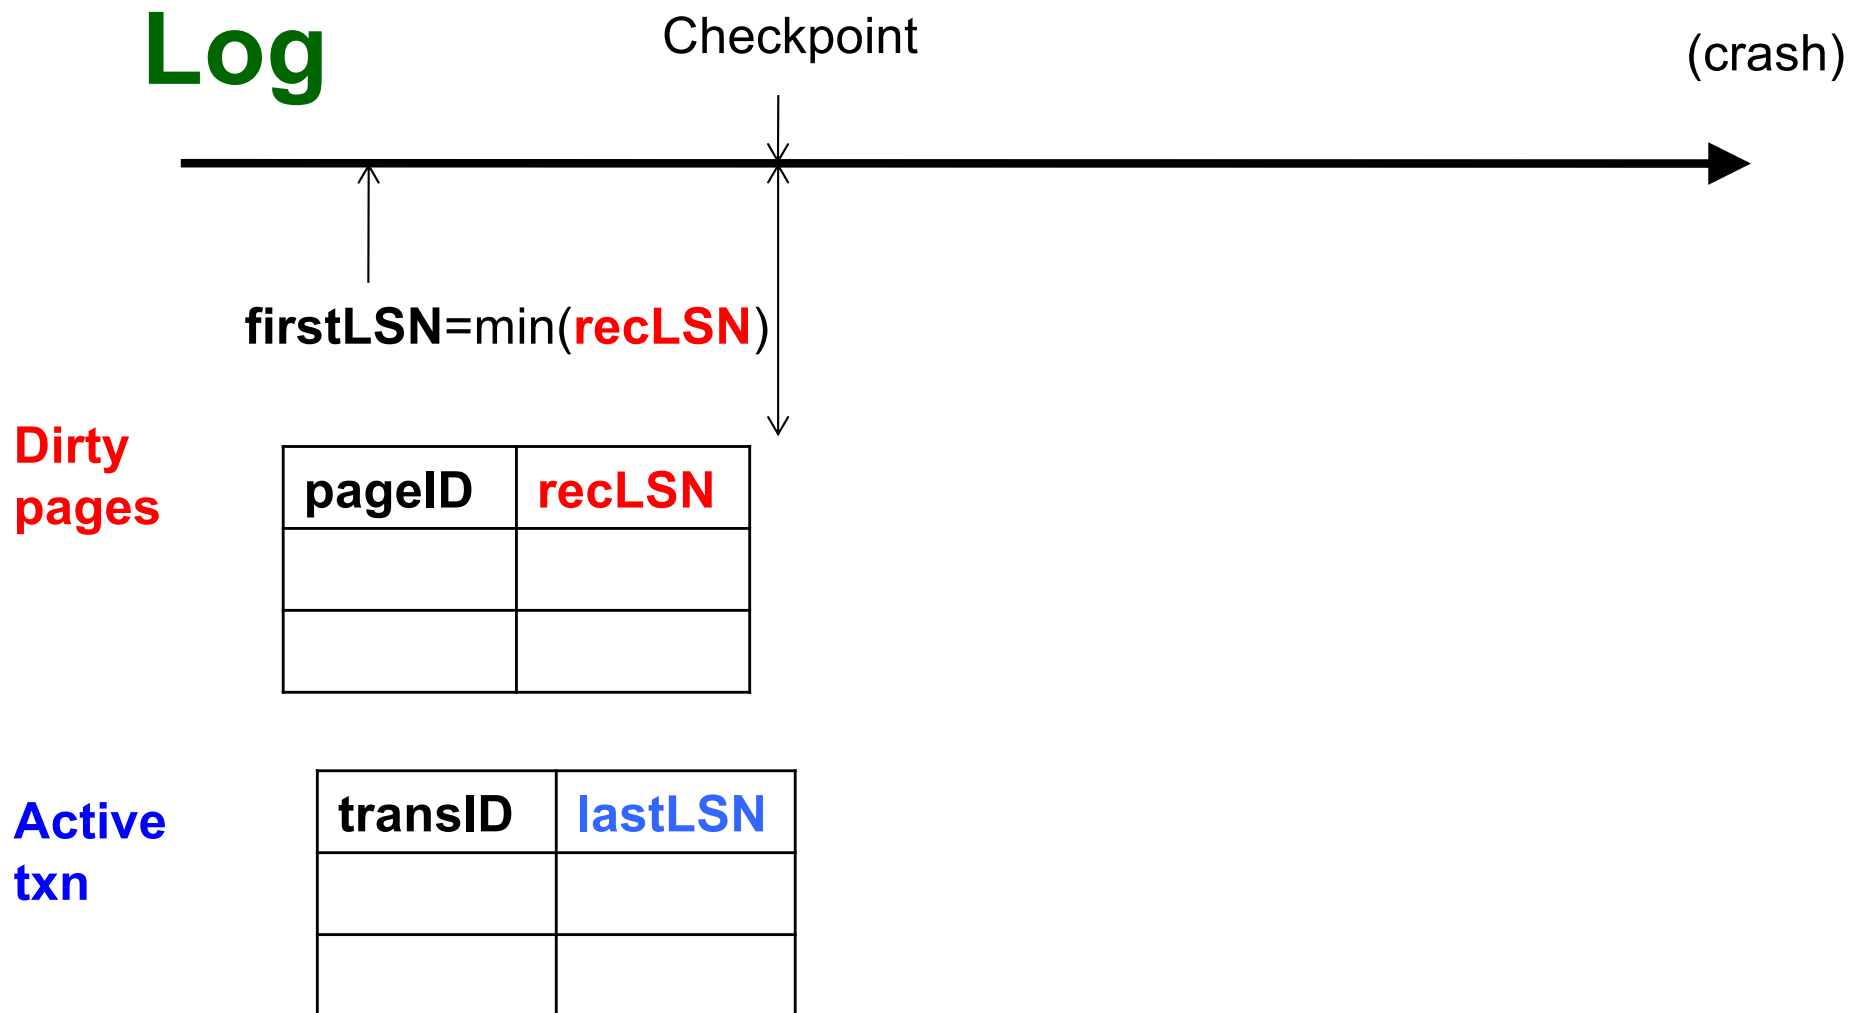 Log
Checkpoint
(crash)
firstLSN=min(recLSN)
Dirty
pages
pageID recLSN
Active
txn
transID lastLSN